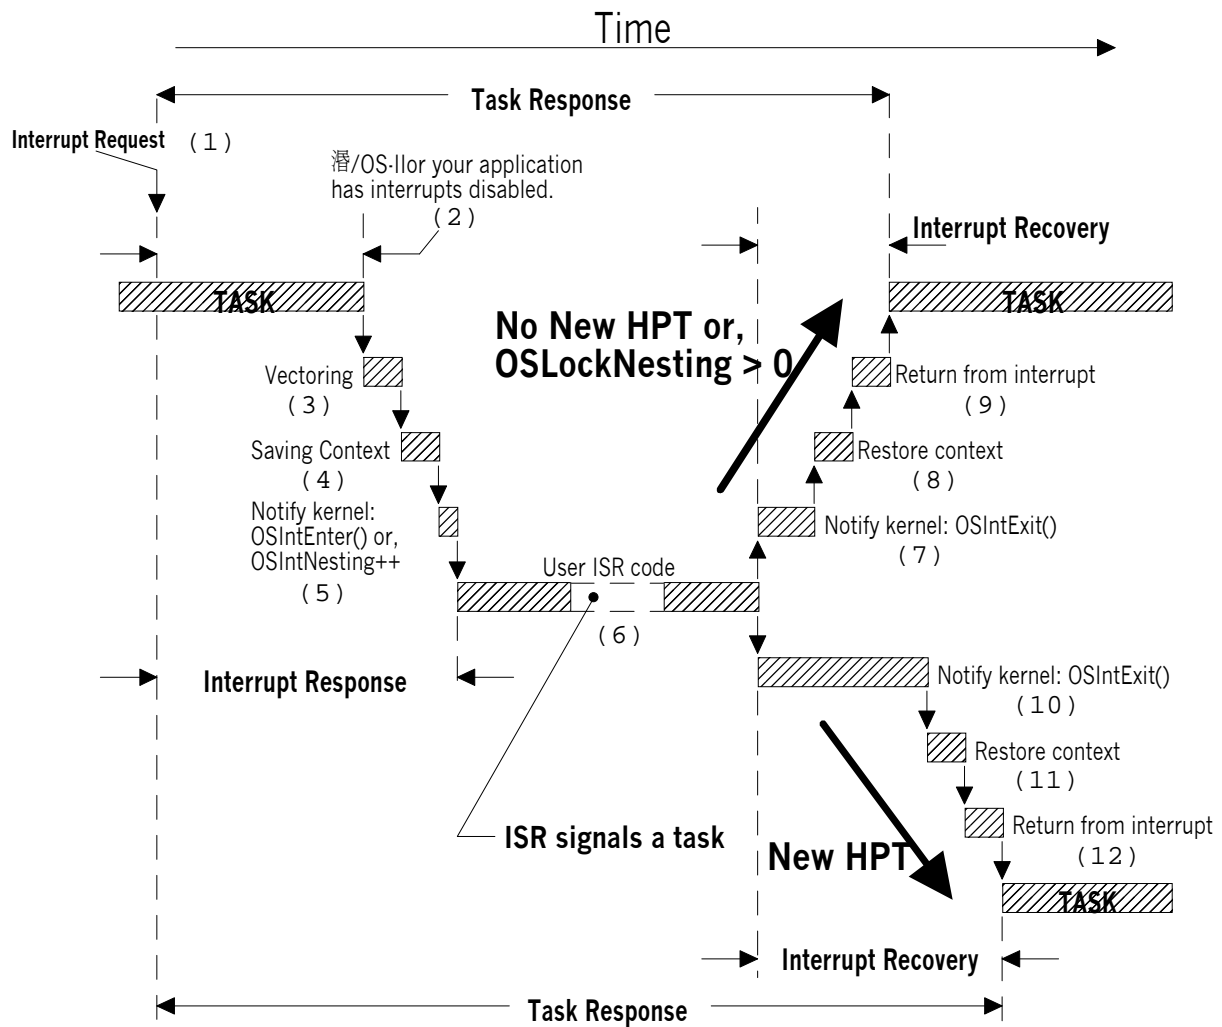 Time
Task Response
Interrupt Request (1)
湣/OS-IIor your application
has interrupts disabled.
(2)
Interrupt Recovery
TASK
TASK
No New HPT or,
OSLockNesting > 0
Vectoring
(3)
Return from interrupt
(9)
Saving Context
(4)
Restore context
(8)
Notify kernel:
OSIntEnter() or,
OSIntNesting++
(5)
Notify kernel: OSIntExit()
(7)
User ISR code
(6)
Interrupt Response
Notify kernel: OSIntExit()
(10)
Restore context
(11)
ISR signals a task
Return from interrupt
(12)
New HPT
TASK
Interrupt Recovery
Task Response